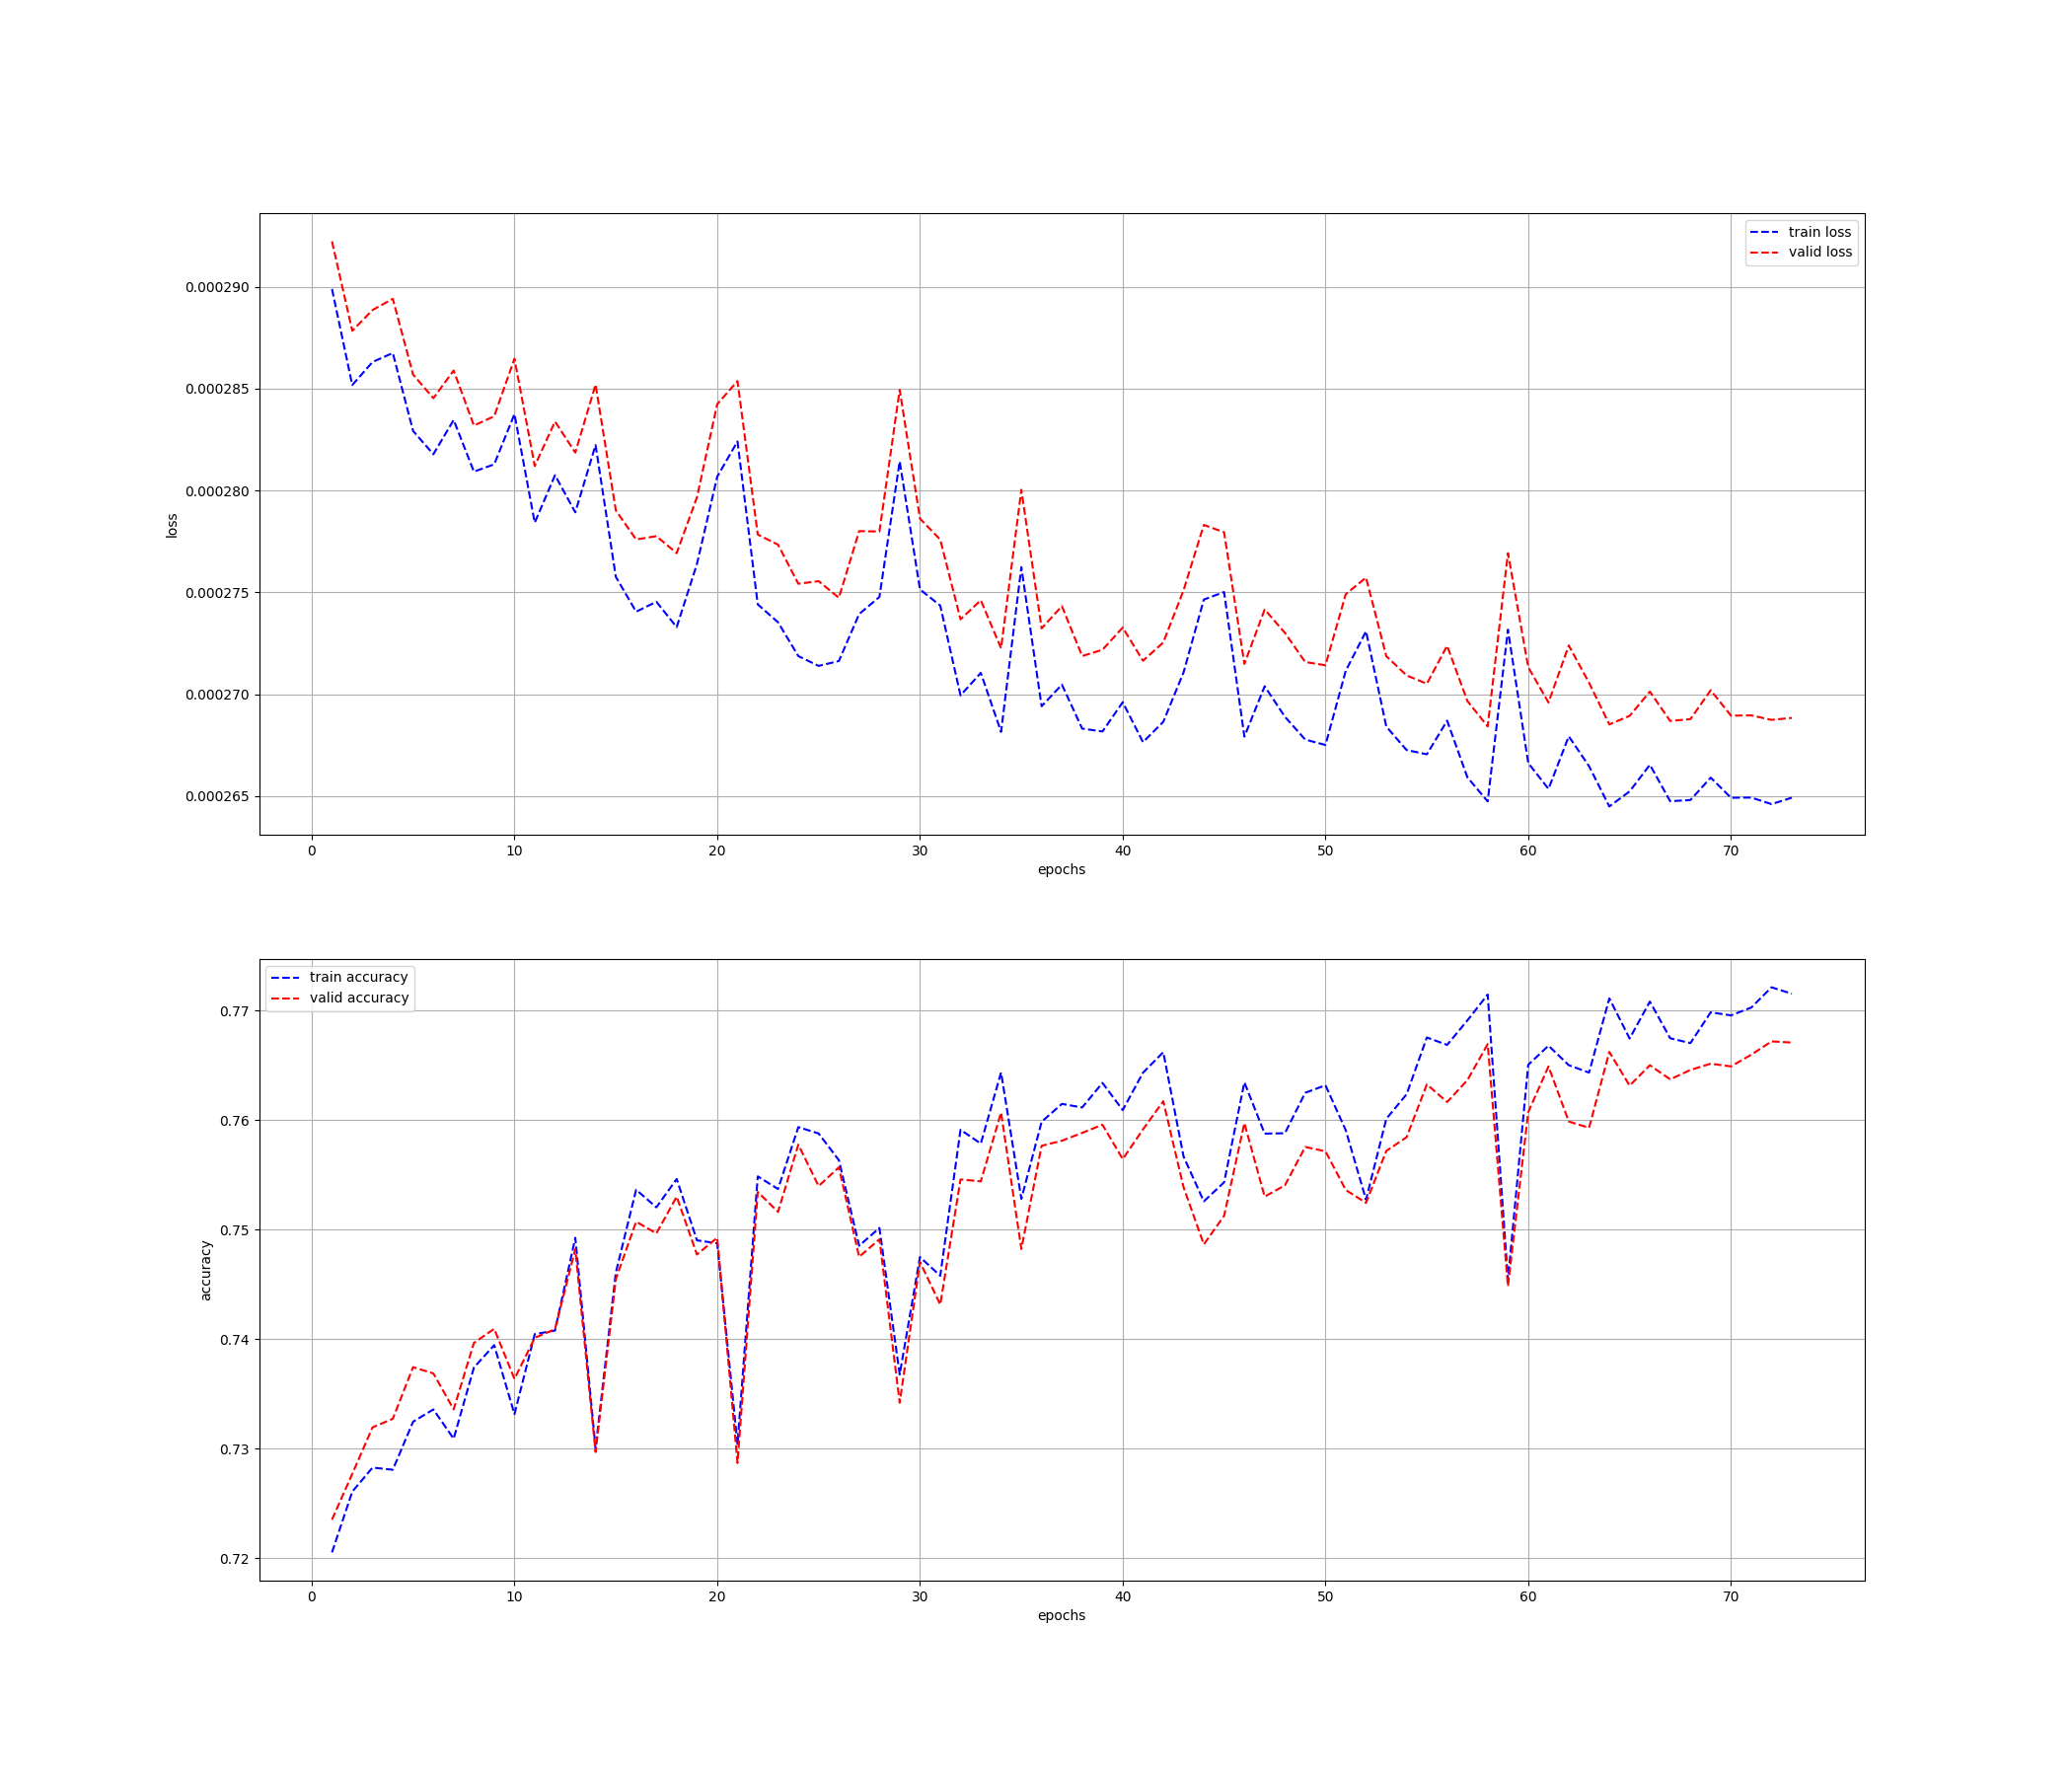 train loss
valid loss
0.000290
0.000285
0.000280
0.000275
0.000270
0.000265
loss
0 10 20 30 40 50 60 70
epochs
train accuracy
valid accuracy
0.77
0.76
0.75
0.74
0.73
0.72
accuracy
0 10 20 30 40 50 60 70
epochs